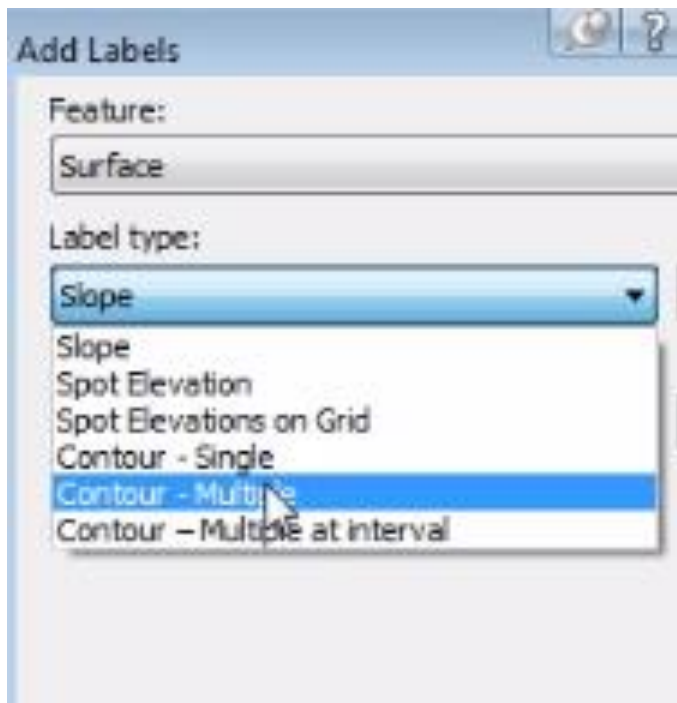 Add Labels
?
Feature:
Surface
Label type:
Slope
Slope
Spot Elevation
Spot Elevations on Grid
Contour - Single
Contour - Multiple
Contour – Multiple at interval